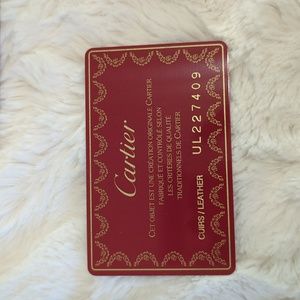 Cartier
CET OBJET EST UNE CRÉATION ORIGINALE CARTIER
FABRIQUÉ ET CONTRÔLÉ SELON
LES CRITÈRES DE QUALITÉ
TRADITIONNELS DE CARTIER
CUIRS/LEATHER UL227409